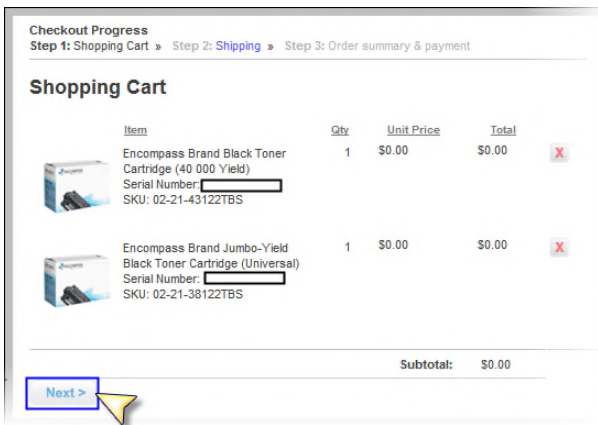 Checkout Progress
Step 1: Shopping Cart » Step 2: Shipping » Step 3: Order summary & payment
Shopping Cart
Item Qty Unit Price Total
Encompass Brand Black Toner 1 $0.00 $0.00 X
Cartridge (40 000 Yield)
Serial Number:
SKU: 02-21-43122TBS
Encompass Brand Jumbo-Yield 1 $0.00 $0.00 X
Black Toner Cartridge (Universal)
Serial Number:
SKU: 02-21-38122TBS
Subtotal: $0.00
Next >